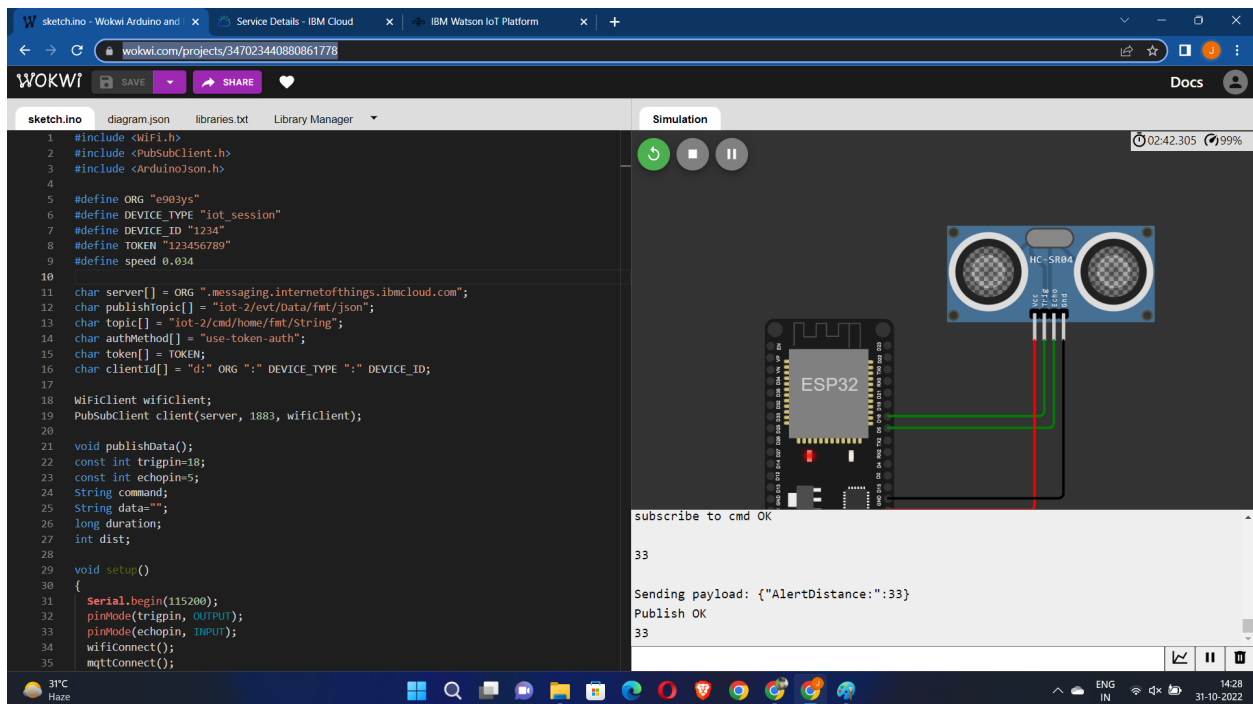 sketch.ino - Wokwi Arduino and
Service Details - IBM Cloud
IBM Watson IoT Platform
wokwi.com/projects/347023440880861778
J
WOKWi
SAVE
SHARE
Docs
sketch.ino diagram.json libraries.txt Library Manager
Simulation
02:42.305 99%
1 #include <WiFi.h>
2 #include <PubSubClient.h>
3 #include <ArduinoJson.h>
4
5 #define ORG "e903ys"
6 #define DEVICE_TYPE "iot_session"
7 #define DEVICE_ID "1234"
8 #define TOKEN "123456789"
9 #define speed 0.034
10
11 char server[] = ORG ".messaging.internetofthings.ibmcloud.com";
12 char publishTopic[] = "iot-2/evt/Data/fmt/json";
13 char topic[] = "iot-2/cmd/home/fmt/String";
14 char authMethod[] = "use-token-auth";
15 char token[] = TOKEN;
16 char clientId[] = "d:" ORG ":" DEVICE_TYPE ":" DEVICE_ID;
17
18 WiFiClient wifiClient;
19 PubSubClient client(server, 1883, wifiClient);
20
21 void publishData();
22 const int trigpin=18;
23 const int echopin=5;
24 String command;
25 String data="";
26 long duration;
27 int dist;
28
29 void setup()
30 {
31 Serial.begin(115200);
32 pinMode(trigpin, OUTPUT);
33 pinMode(echopin, INPUT);
34 wifiConnect();
35 mqttConnect();
HC-SR04
Vcc
Trig
Echo
Gnd
ESP32
subscribe to cmd OK
33
Sending payload: {"AlertDistance:":33}
Publish OK
33
31°C
Haze
ENG
IN
14:28
31-10-2022